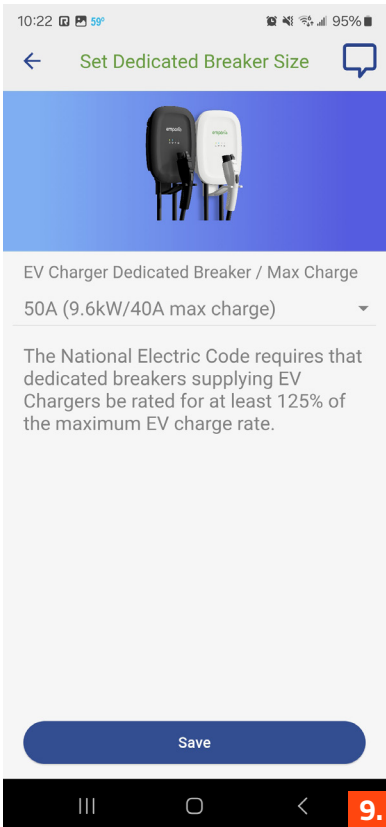 10:22 59° 95%
Set Dedicated Breaker Size
emporia
emporia
EV Charger Dedicated Breaker / Max Charge
50A (9.6kW/40A max charge)
The National Electric Code requires that
dedicated breakers supplying EV
Chargers be rated for at least 125% of
the maximum EV charge rate.
Save
9.